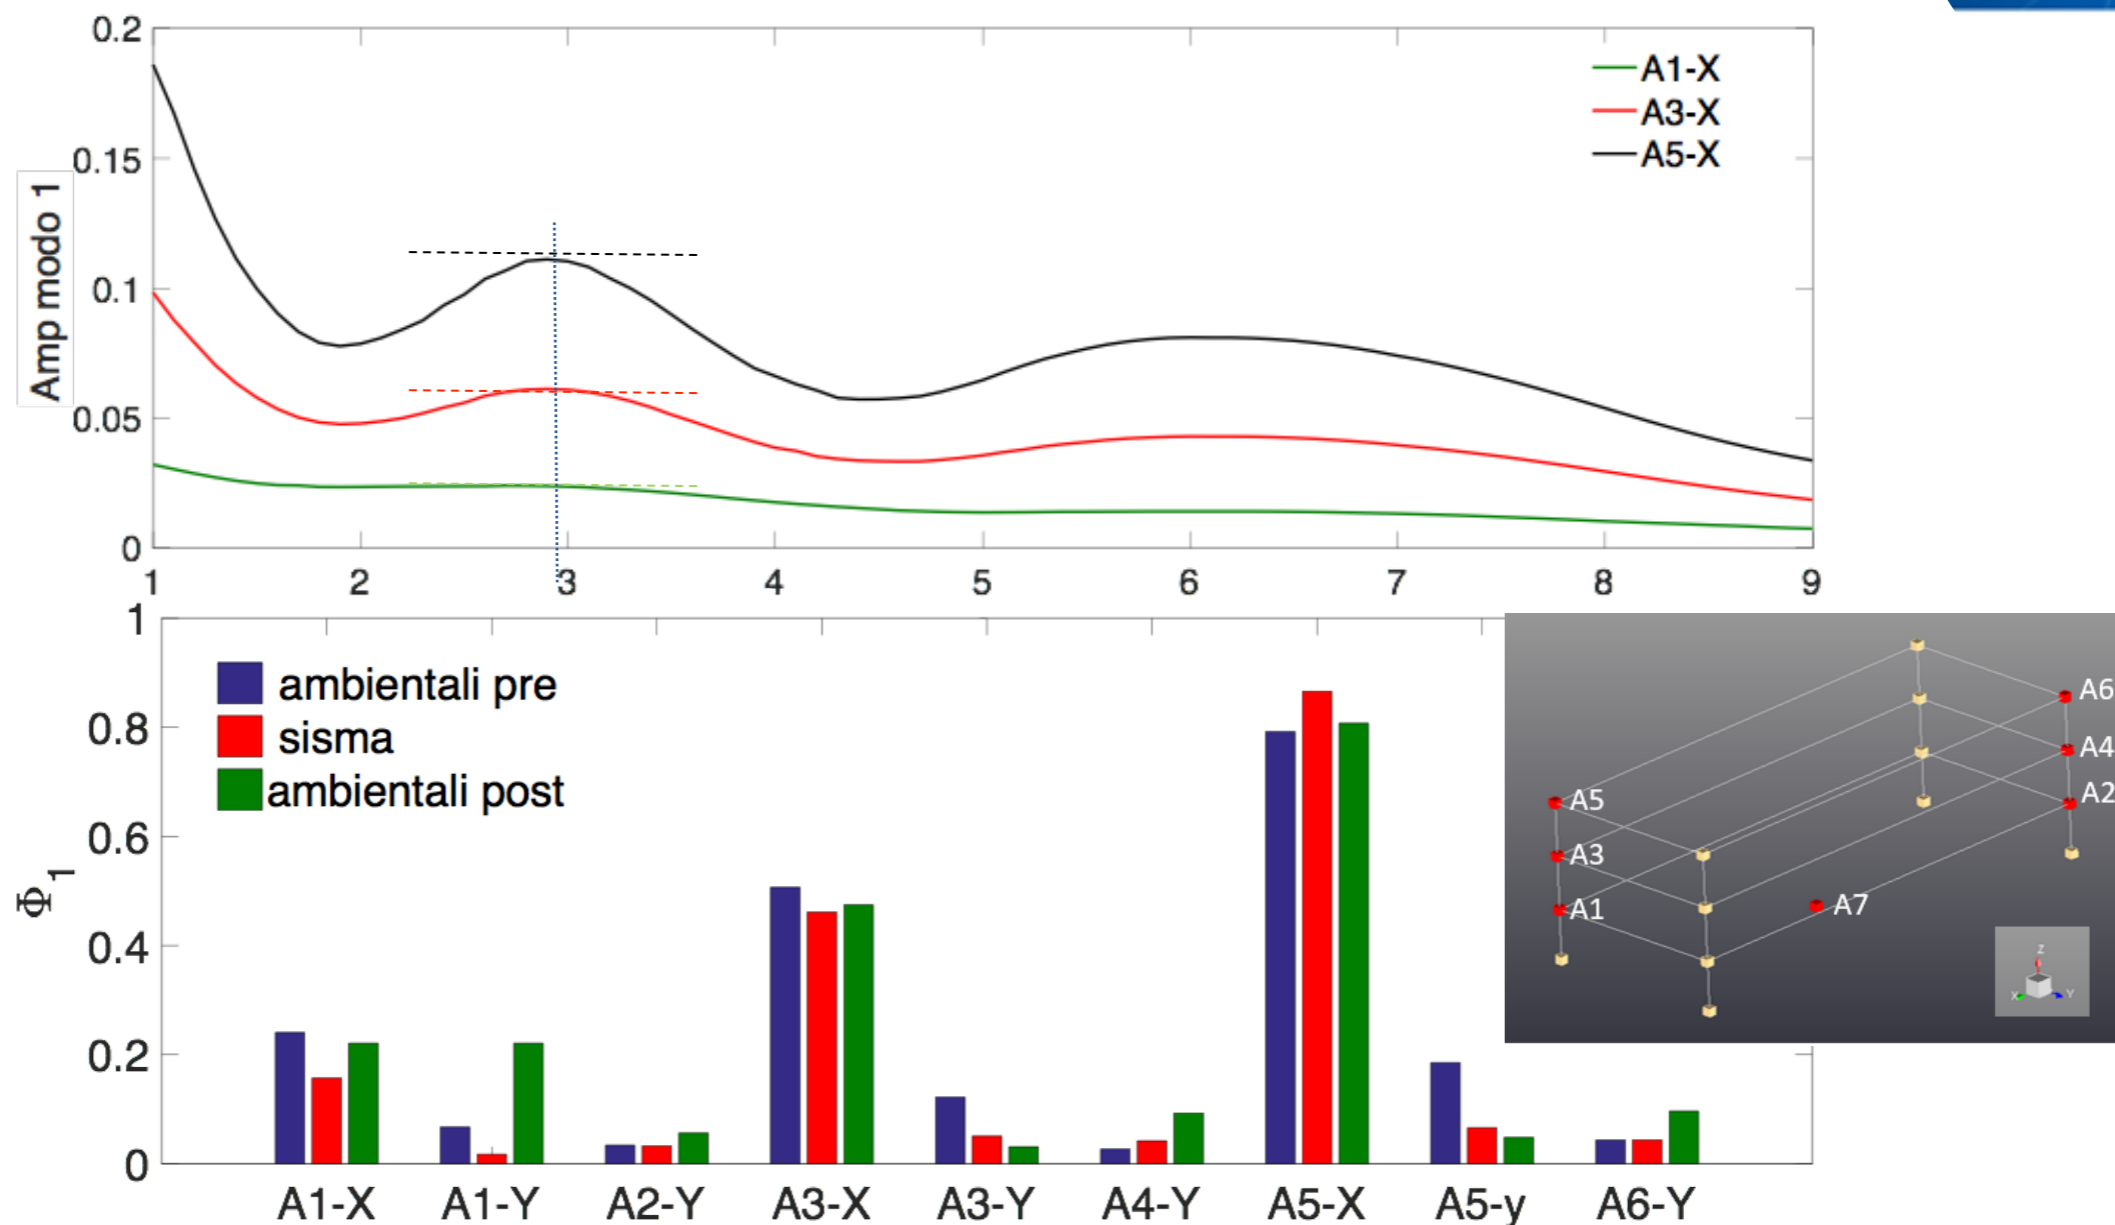 0.2
0.15
0.1
0.05
0
Amp modo 1
A1-X
A3-X
A5-X
1 2 3 4 5 6 7 8 9
1
0.8
0.6
0.4
0.2
0
Φ1
ambientali pre
sisma
ambientali post
A6
A4
A2
A5
A3
A1
A7
Z
X Y
A1-X A1-Y A2-Y A3-X A3-Y A4-Y A5-X A5-y A6-Y